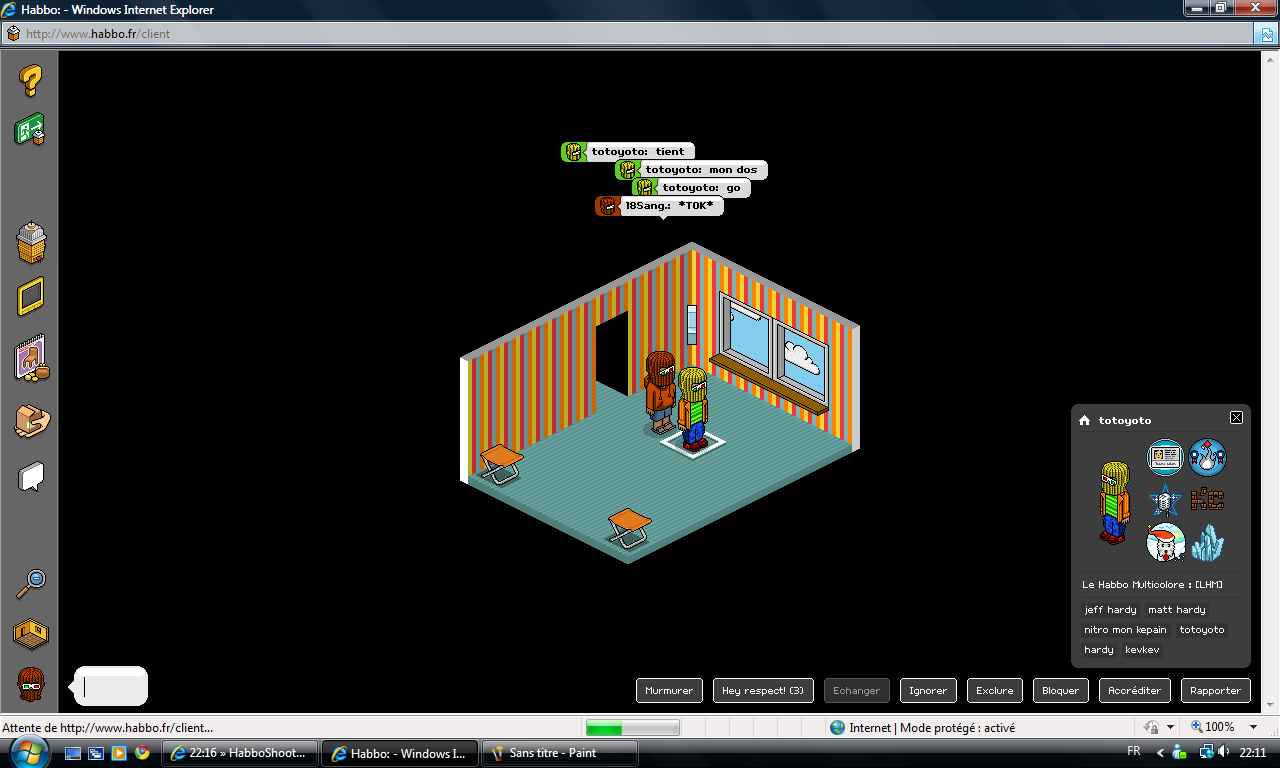 Habbo: - Windows Internet Explorer
http://www.habbo.fr/client
totoyoto: tient
totoyoto: mon dos
totoyoto: go
18Sang.: *TOK*
totoyoto
Le Habbo Multicolore : [LHM]
jeff hardy matt hardy
nitro mon kepain totoyoto
hardy kevkev
Murmurer Hey respect! (3) Echanger Ignorer Exclure Bloquer Accréditer Rapporter
Attente de http://www.habbo.fr/client... Internet | Mode protégé : activé 100%
22:16 » HabboShoot... Habbo: - Windows I... Sans titre - Paint FR 22:11